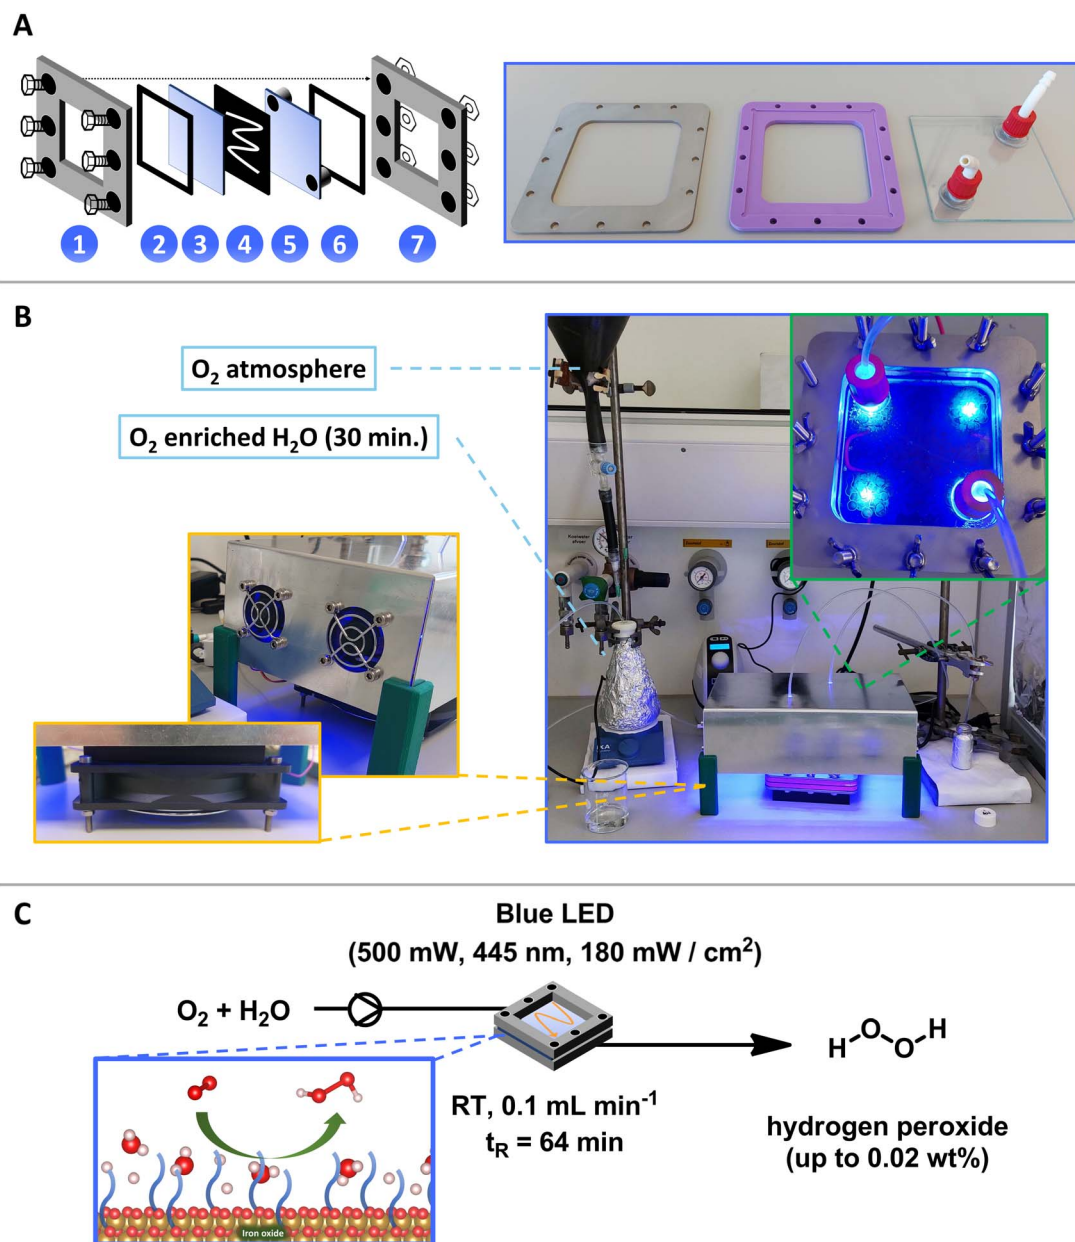 A
1 2 3 4 5 6 7
B
O₂ atmosphere
O₂ enriched H₂O (30 min.)
C
Blue LED
(500 mW, 445 nm, 180 mW / cm²)
O₂ + H₂O
H O O H
RT, 0.1 mL min⁻¹
t_R = 64 min
hydrogen peroxide
(up to 0.02 wt%)
Iron oxide